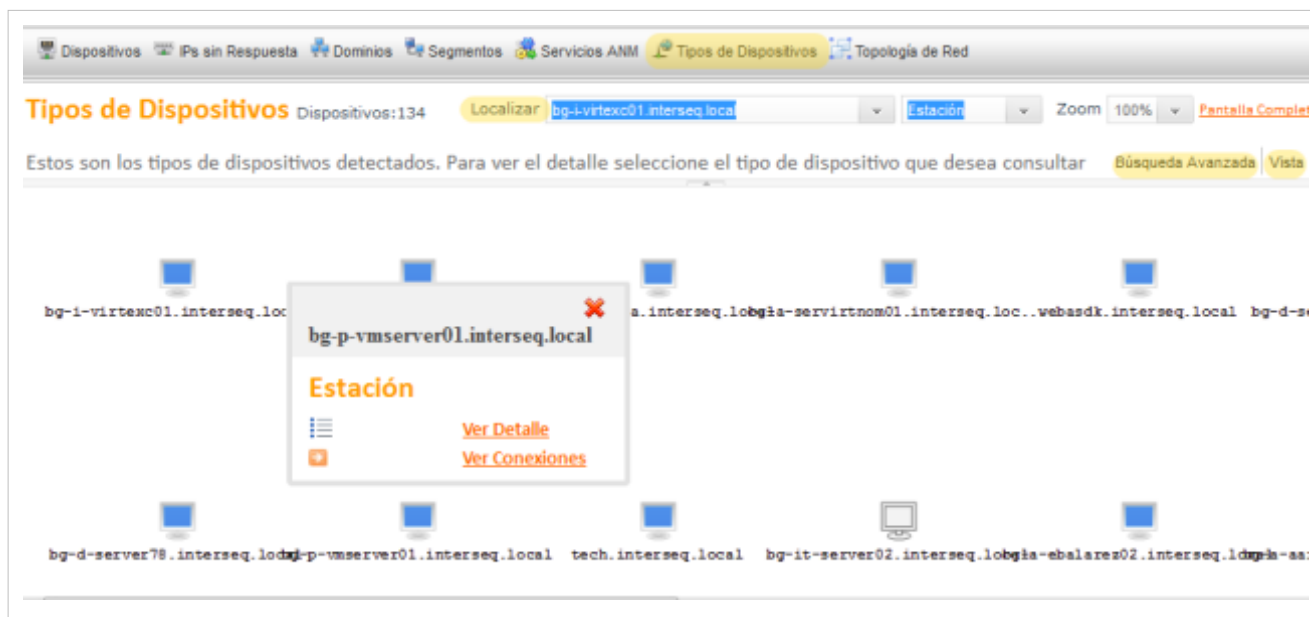 Dispositivos IPs sin Respuesta Dominios Segmentos Servicios ANM Tipos de Dispositivos Topología de Red
Tipos de Dispositivos Dispositivos:134 Localizar bg-i-virtexc01.interseq.local Estación Zoom 100% Pantalla Complet
Estos son los tipos de dispositivos detectados. Para ver el detalle seleccione el tipo de dispositivo que desea consultar Búsqueda Avanzada Vista
bg-i-virtexc01.interseq.loc a.interseq.lo a-servirtnom01.interseq.loc.. webasdk.interseq.local bg-d-se
bg-p-vmserver01.interseq.local
Estación
Ver Detalle
Ver Conexiones
bg-d-server78.interseq. p-vmserver01.interseq.local tech.interseq.local bg-it-server02.interseq. a-ebalarez02.interseq.